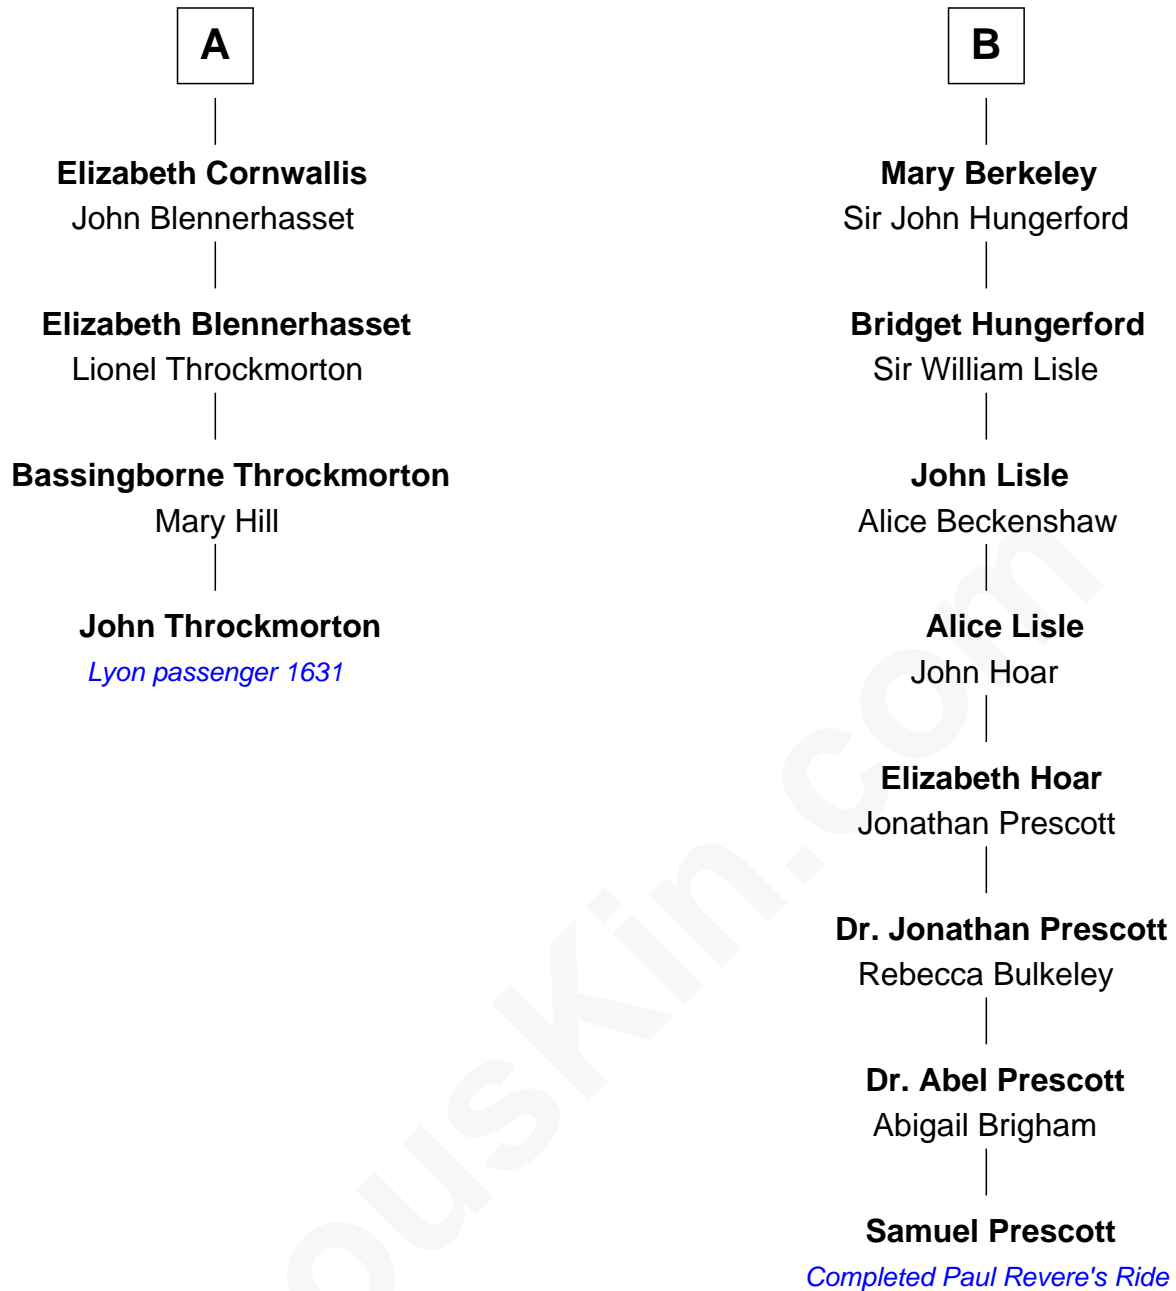 A
Elizabeth Cornwallis
John Blennerhasset
Elizabeth Blennerhasset
Lionel Throckmorton
Bassingborne Throckmorton
Mary Hill
John Throckmorton
Lyon passenger 1631
B
Mary Berkeley
Sir John Hungerford
Bridget Hungerford
Sir William Lisle
John Lisle
Alice Beckenshaw
Alice Lisle
John Hoar
Elizabeth Hoar
Jonathan Prescott
Dr. Jonathan Prescott
Rebecca Bulkeley
Dr. Abel Prescott
Abigail Brigham
Samuel Prescott
Completed Paul Revere's Ride
ousKin.com